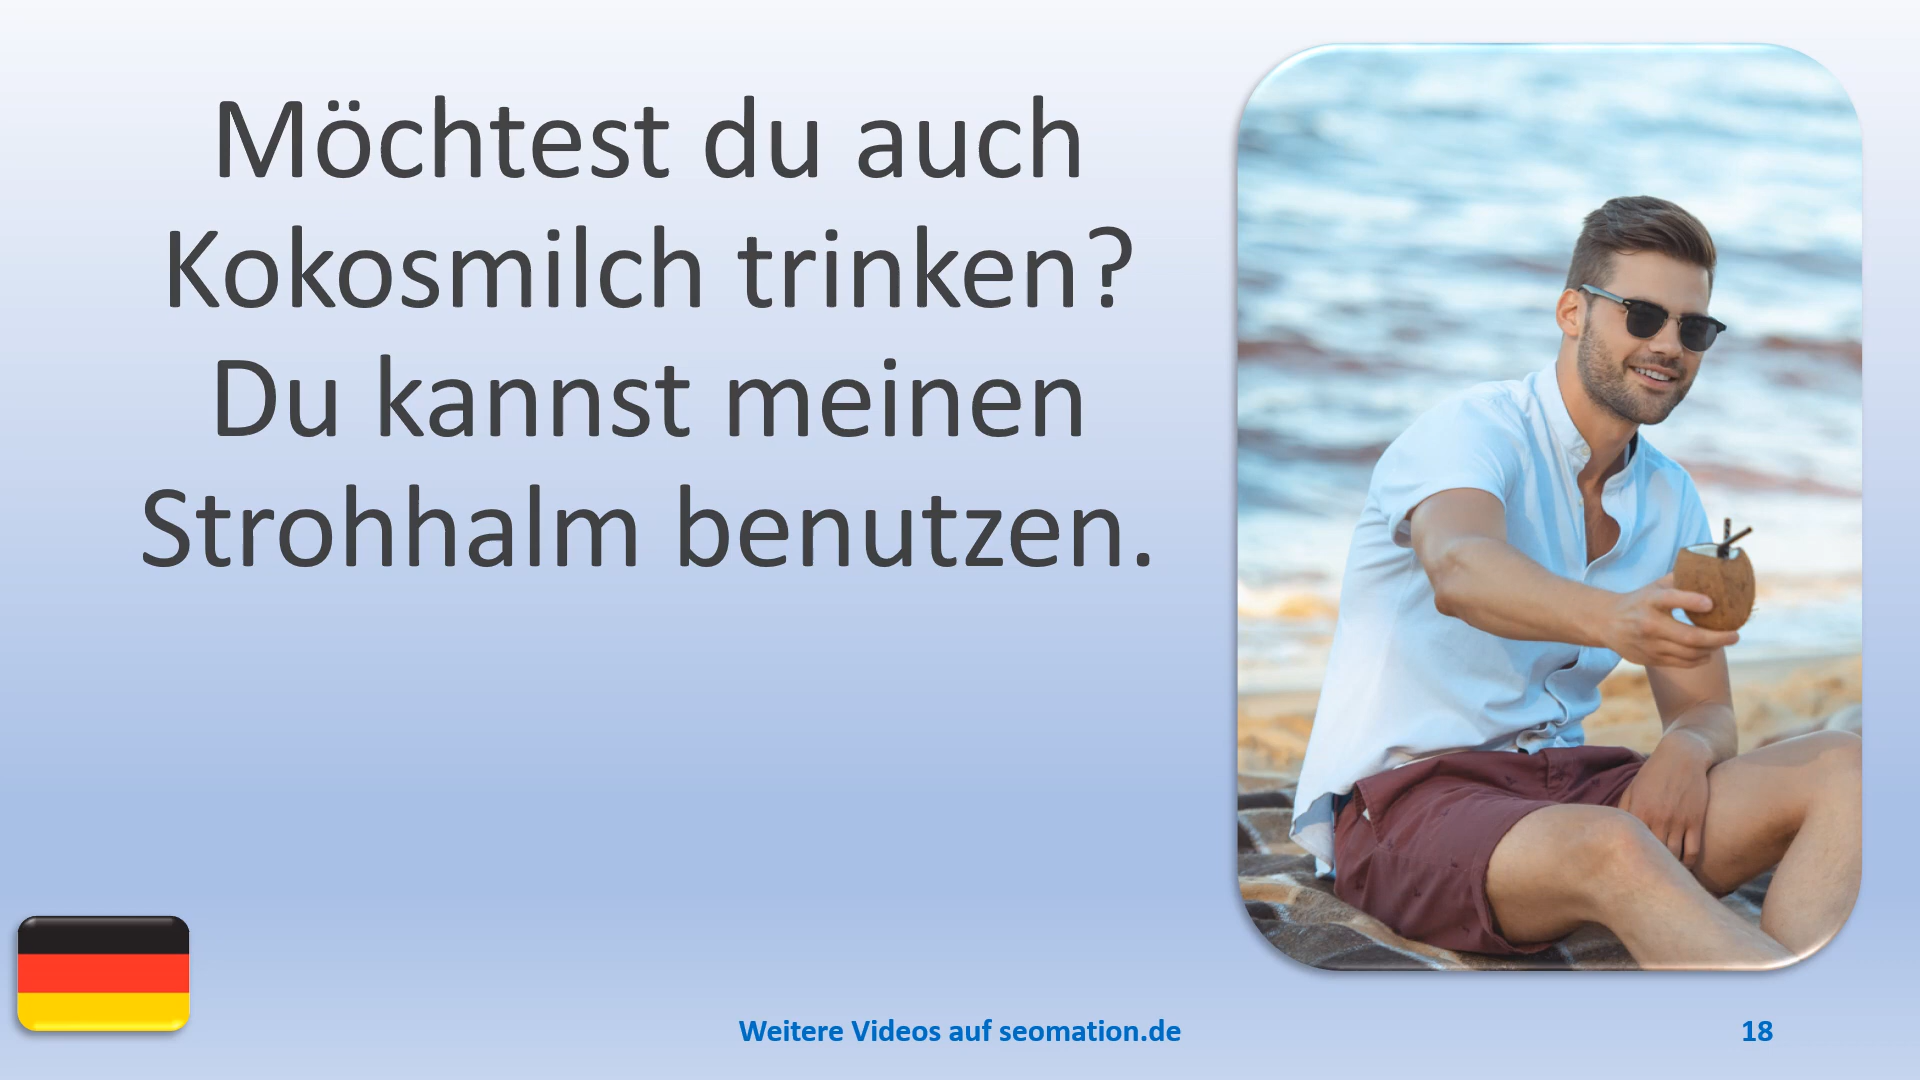 Möchtest du auch
Kokosmilch trinken?
Du kannst meinen
Strohhalm benutzen.
Weitere Videos auf seomation.de
18